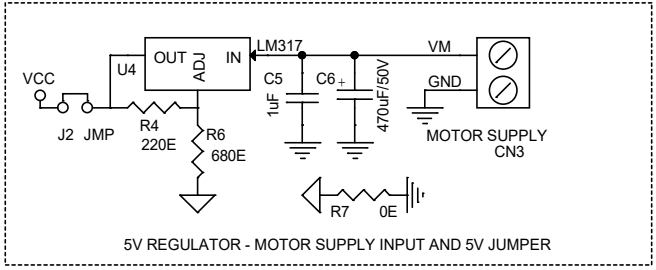 LM317
OUT IN
ADJ
U4
VM
GND
VCC
J2 JMP
R4
220E
R6
680E
C5
1uF
C6
+
470uF/50V
MOTOR SUPPLY
CN3
R7 0E
5V REGULATOR - MOTOR SUPPLY INPUT AND 5V JUMPER